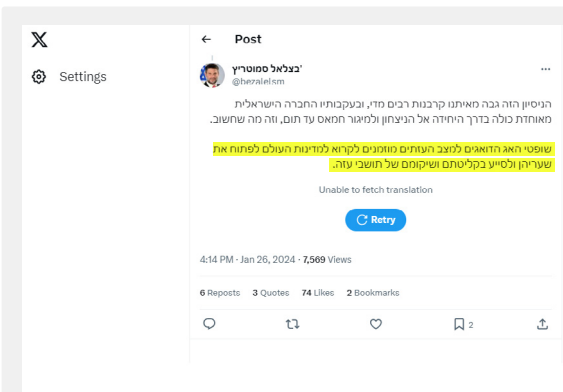 Post
Settings
בצלאל סמוטריץ'
@bezalelsm
הניסיון הזה גבה מאיתנו קרבנות רבים מדי, ובעקבותיו החברה הישראלית
מאוחדת כולה בדרך היחידה אל הניצחון ולמיגור חמאס עד תום, וזה מה שחשוב.
שופטי האג הדואגים למצב העזתים מוזמנים לקרוא למדינות העולם לפתוח את
שעריהן ולסייע בקליטתם ושיקומם של תושבי עזה.
Unable to fetch translation
Retry
4:14 PM · Jan 26, 2024 · 7,569 Views
6 Reposts 3 Quotes 74 Likes 2 Bookmarks
2